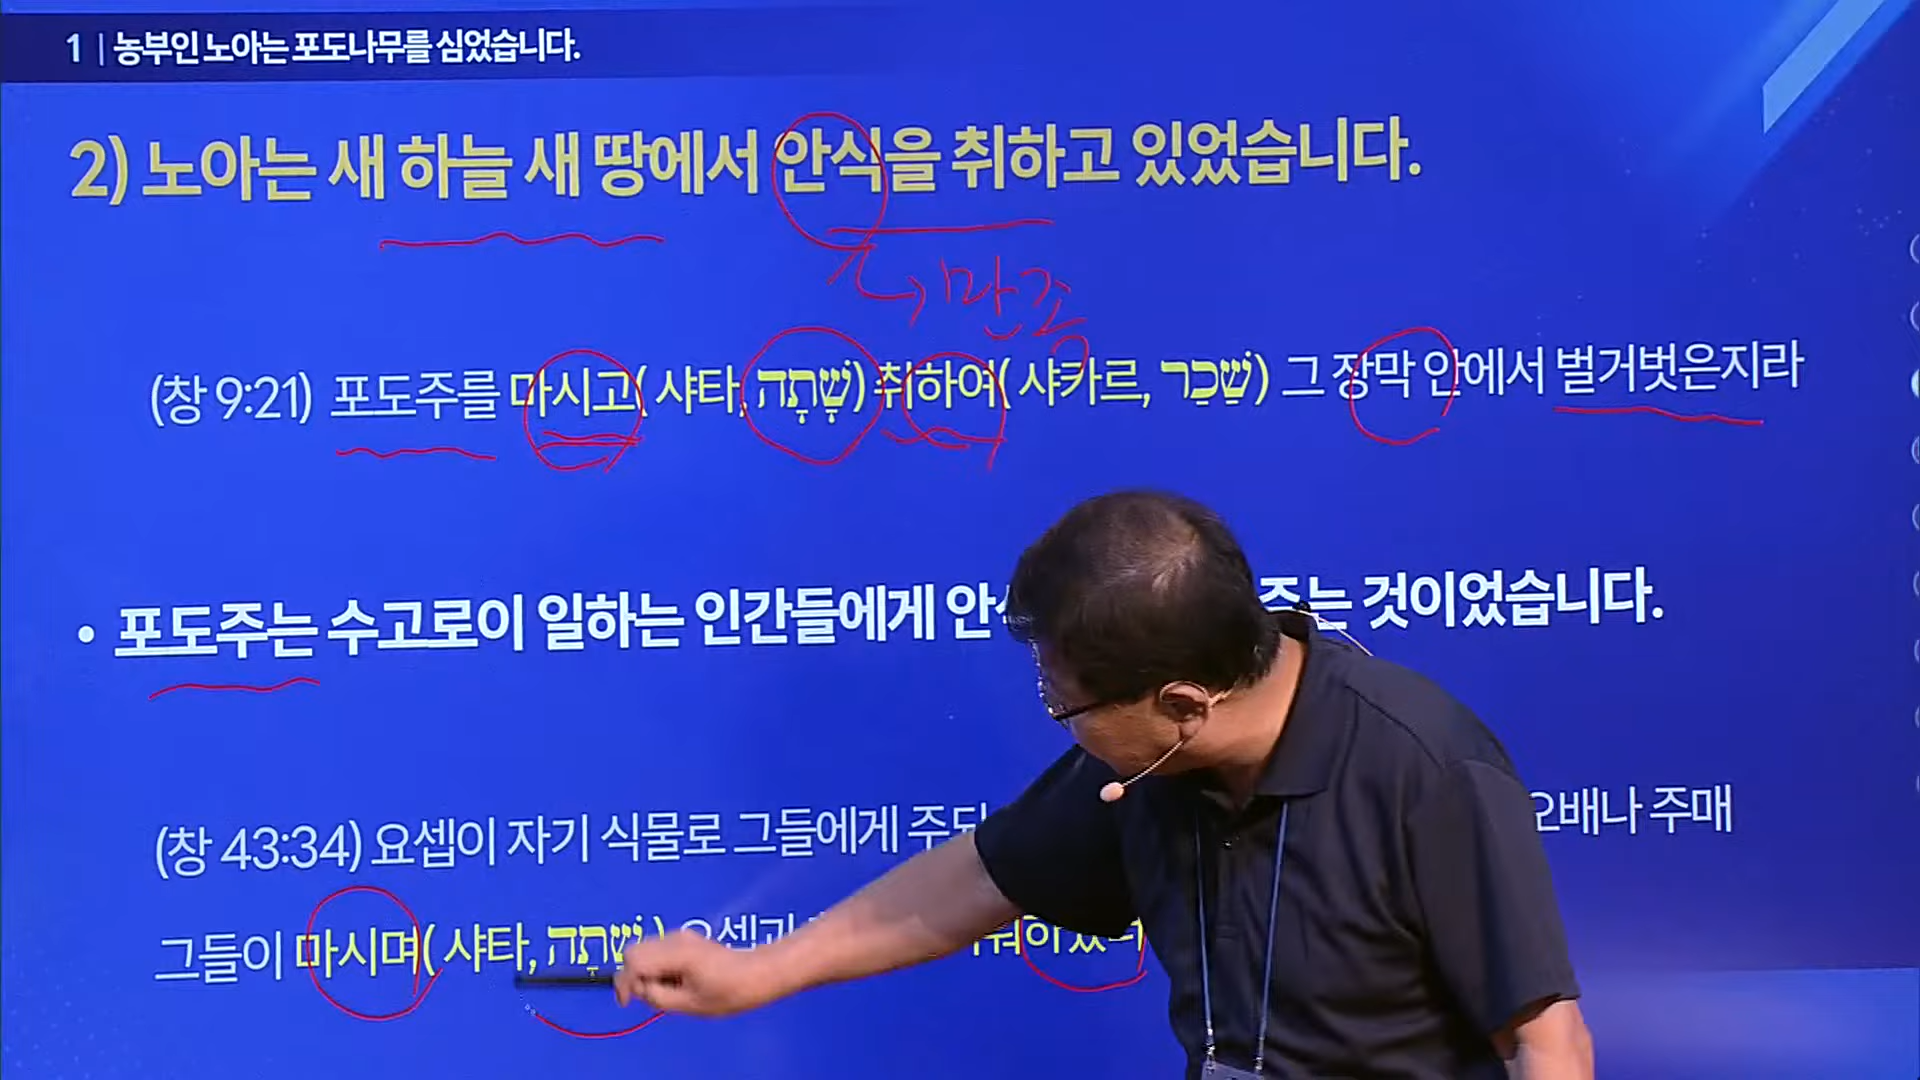 1 | 농부인 노아는 포도나무를 심었습니다.
2) 노아는 새 하늘 새 땅에서 안식을 취하고 있었습니다.
만족
(창 9:21) 포도주를 마시고( 샤타, שָׁתָה) 취하여( 샤카르, שָׁכַר) 그 장막 안에서 벌거벗은지라
• 포도주는 수고로이 일하는 인간들에게 주는 것이었습니다.
(창 43:34) 요셉이 자기 식물로 그들에게 오배나 주매
그들이 마시며( 샤타, שָׁתָה) 요셉과